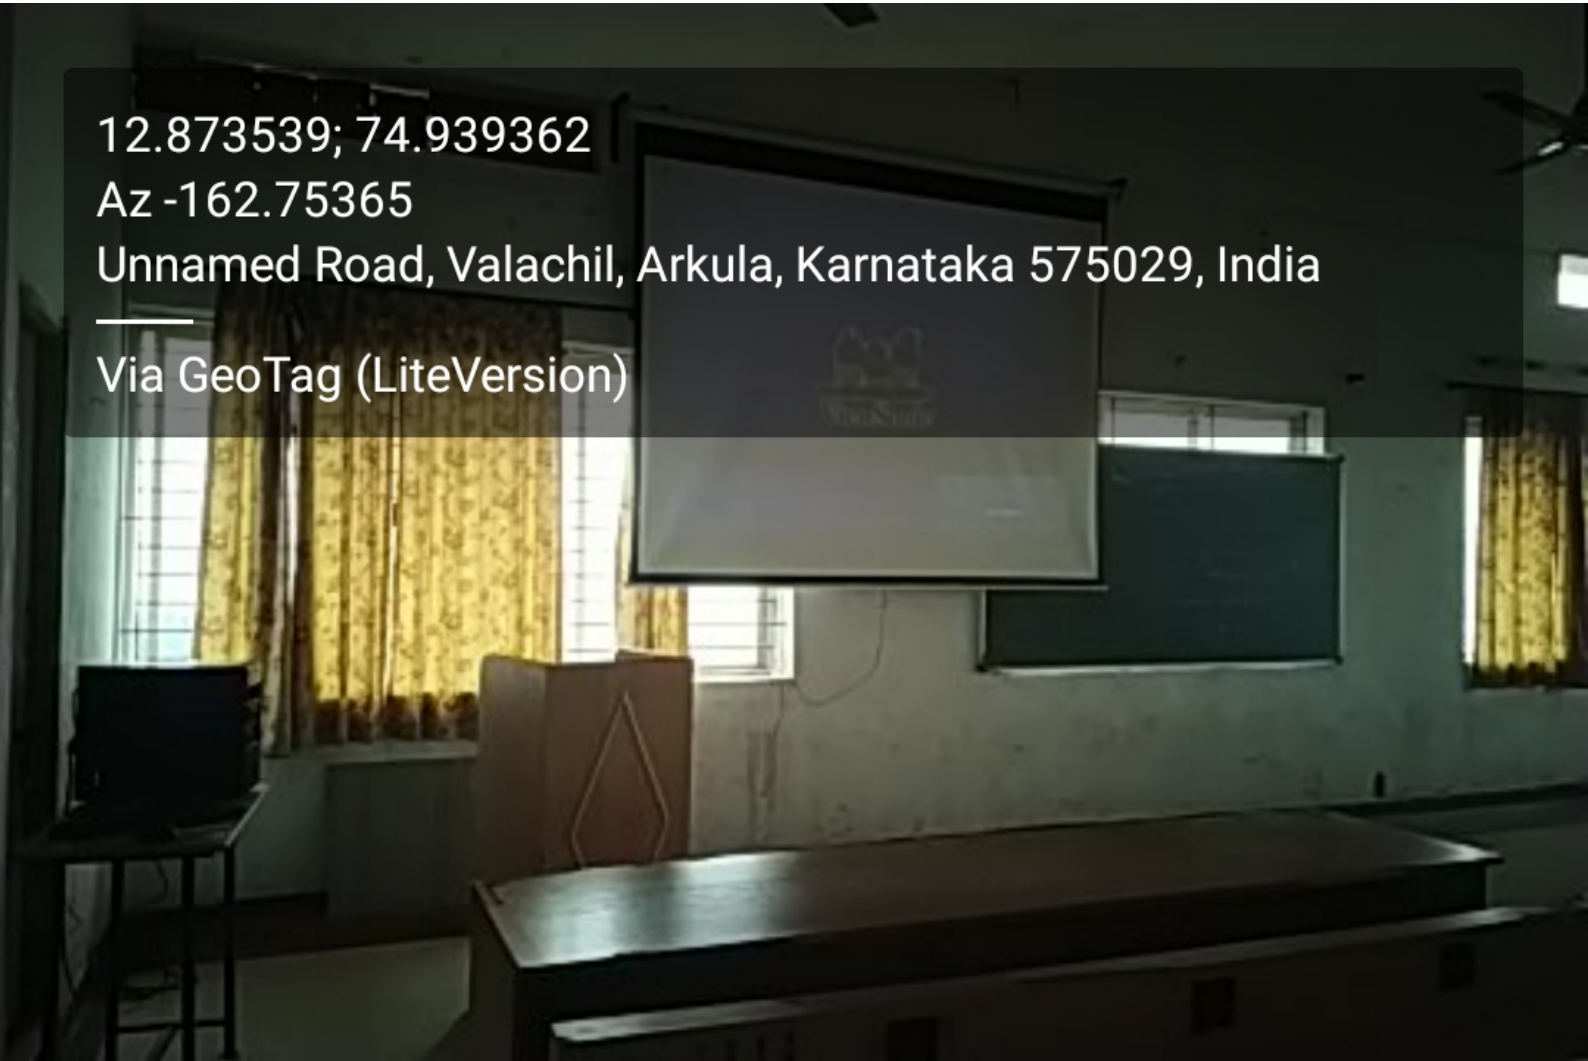 12.873539; 74.939362
Az -162.75365
Unnamed Road, Valachil, Arkula, Karnataka 575029, India
Via GeoTag (LiteVersion)